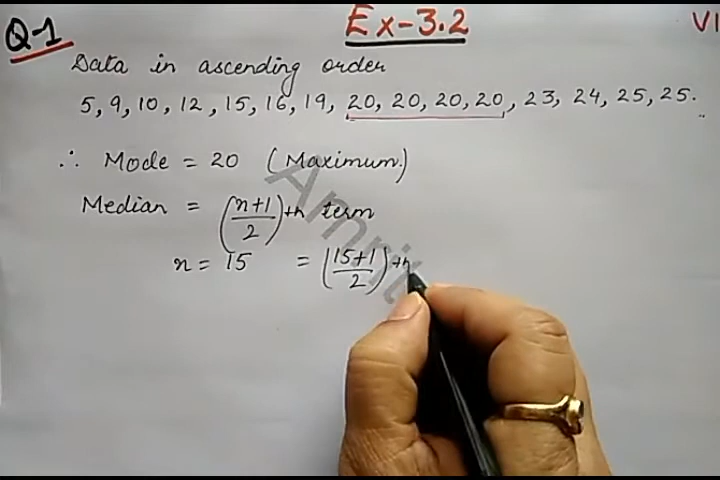 Q-1
Ex-3.2
VI
Data in ascending order
5, 9, 10, 12, 15, 16, 19, 20, 20, 20, 20, 23, 24, 25, 25.
∴ Mode = 20 (Maximum)
Median = ((n+1)/2)th term
n = 15 = ((15+1)/2)th